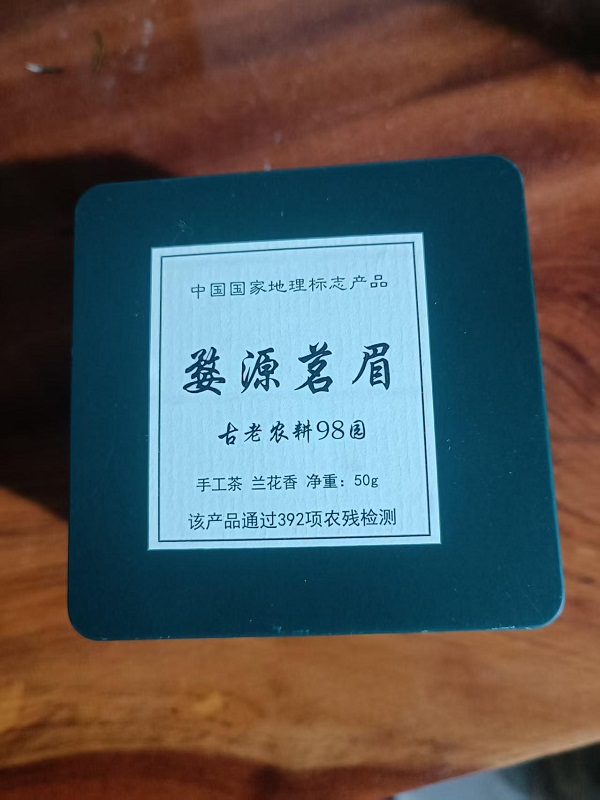 中国国家地理标志产品
婺源茗眉
古老农耕98园
手工茶 兰花香 净重：50g
该产品通过392项农残检测